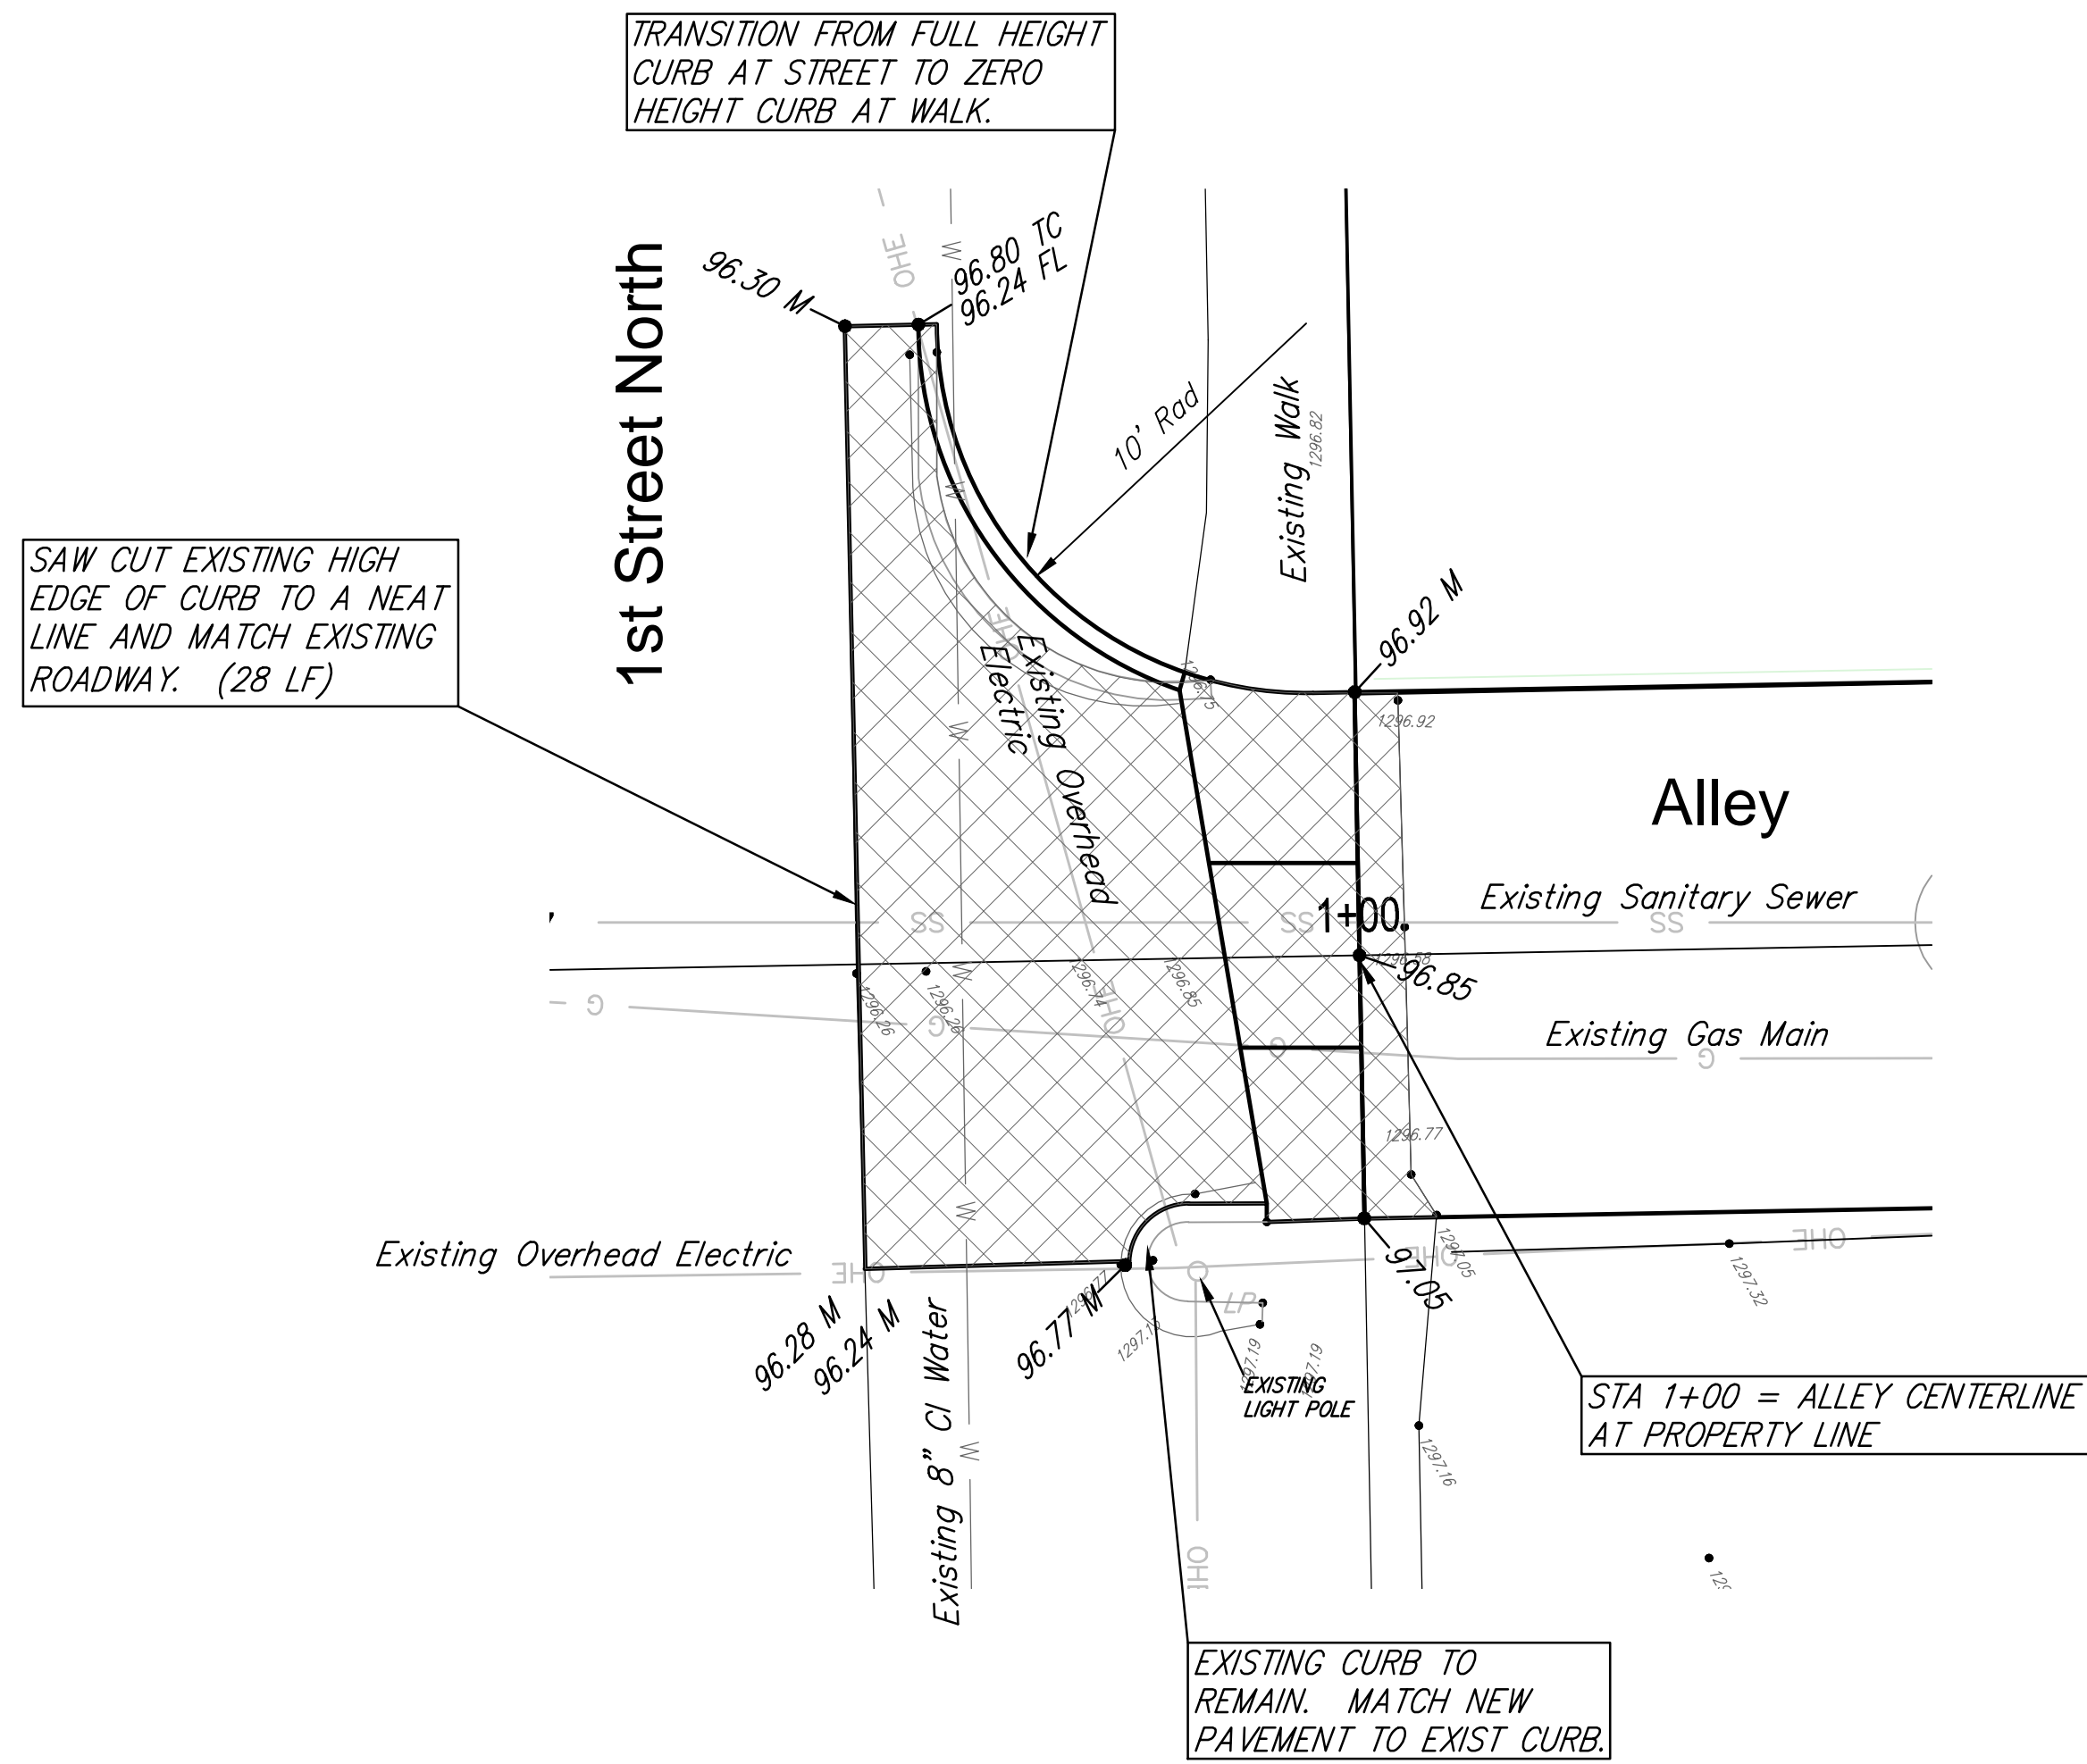 TRANSITION FROM FULL HEIGHT
CURB AT STREET TO ZERO
HEIGHT CURB AT WALK.
1st Street North
OHE
W
96.30 M
96.80 TC
96.24 FL
10' Rad
Existing Walk
1296.82
SAW CUT EXISTING HIGH
EDGE OF CURB TO A NEAT
LINE AND MATCH EXISTING
ROADWAY. (28 LF)
W
OHE
Existing Overhead
Electric
96.92 M
1296.92
W
Alley
Existing Sanitary Sewer
SS
SS
SS
1+00
96.85
1296.26
W
1296.26
1296.74
1296.85
OHE
G
G
G
G
Existing Gas Main
1296.77
W
Existing Overhead Electric
OHE
OHE
OHE
1297.05
97.05
1297.32
96.28 M
96.24 M
96.77 M
1296.77
LP
1297.19
EXISTING
LIGHT POLE
Existing 8" CI Water
W
1297.16
STA 1+00 = ALLEY CENTERLINE
AT PROPERTY LINE
EXISTING CURB TO
REMAIN. MATCH NEW
PAVEMENT TO EXIST CURB.